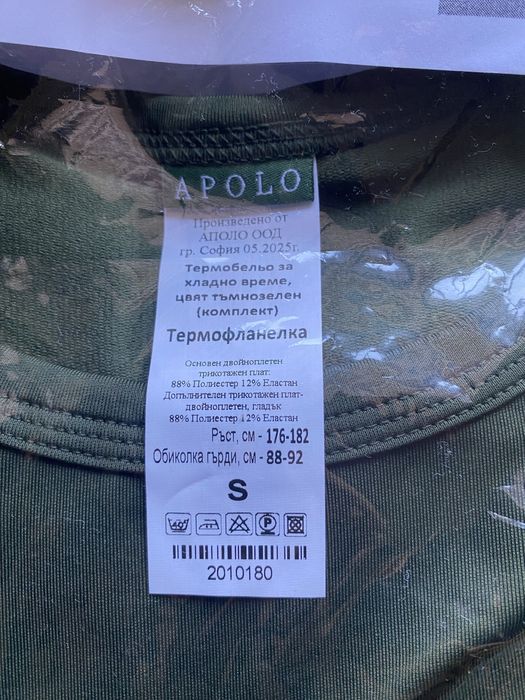 APOLO
Произведено от
АПОЛО ООД
гр. София 05.2025г.
Термобельо за
хладно време,
цвят тъмнозелен
(комплект)
Термофланелка
Основен двойноплетен
трикотажен плат:
88% Полиестер 12% Еластан
Допълнителен трикотажен плат-
двойноплетен, гладък
88% Полиестер 12% Еластан
Ръст, см - 176-182
Обиколка гърди, см - 88-92
S
40°
P
2010180